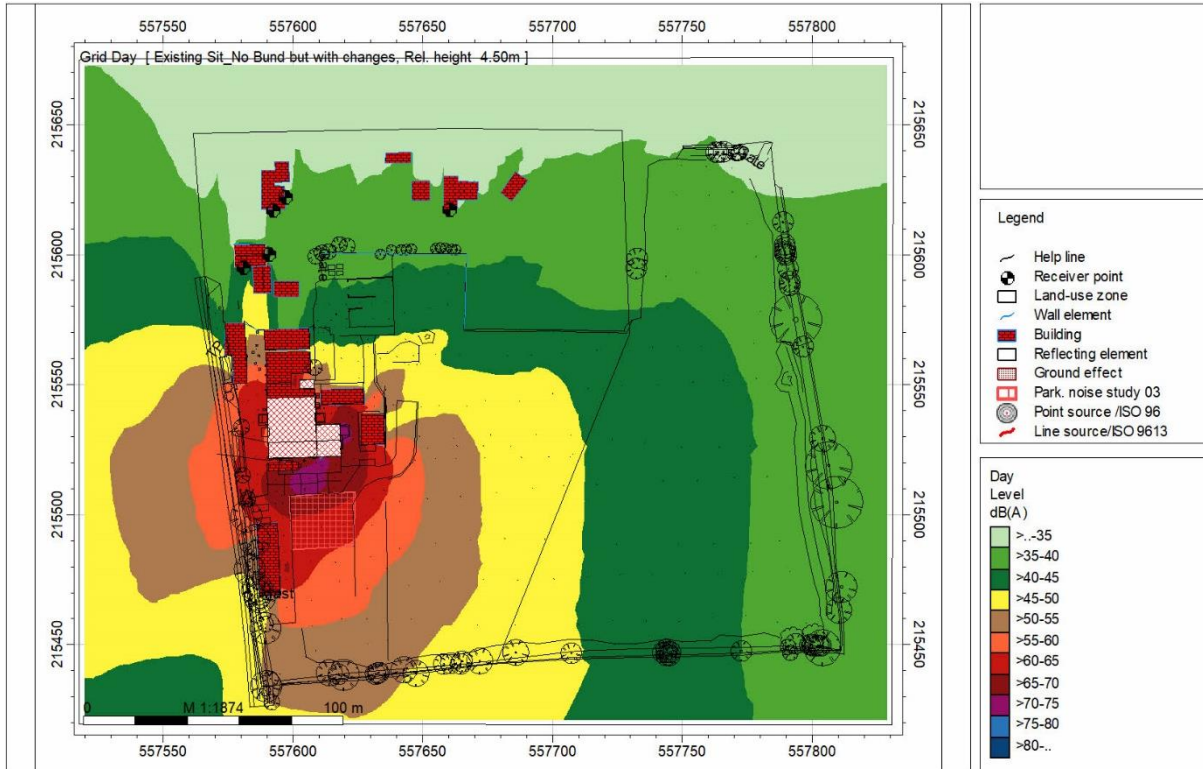 557550 557600 557650 557700 557750 557800
Grid Day [ Existing Sit_No Bund but with changes, Rel. height 4.50m ]
215650 215650
215600 215600
215550 215550
215500 215500
215450 215450
0 M 1:1874 100 m
557550 557600 557650 557700 557750 557800
Legend
Help line
Receiver point
Land-use zone
Wall element
Building
Reflecting element
Ground effect
Park. noise study 03
Point source /ISO 96
Line source/ISO 9613
Day
Level
dB(A)
>..-35
>35-40
>40-45
>45-50
>50-55
>55-60
>60-65
>65-70
>70-75
>75-80
>80-..